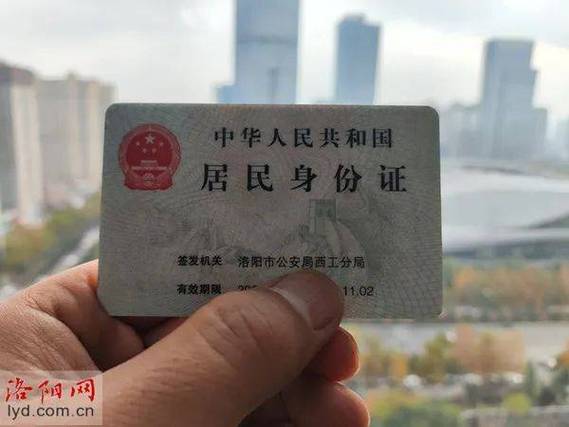 中华人民共和国
居民身份证
签发机关 洛阳市公安局西工分局
有效期限 20 11.02
洛阳网
lyd.com.cn